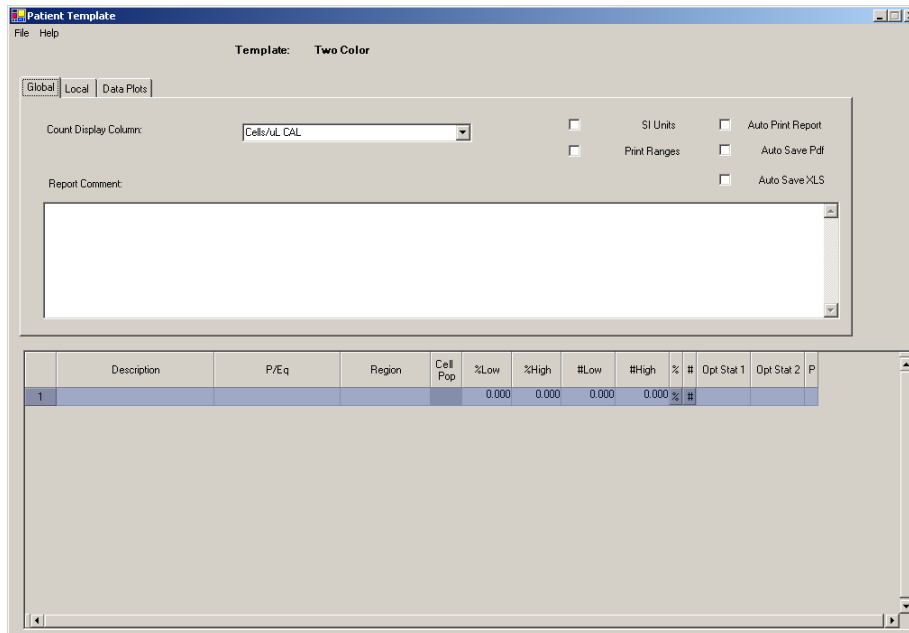 Patient Template
File Help
Template: Two Color
Global Local Data Plots
Count Display Column: Cells/uL CAL SI Units Auto Print Report
Print Ranges Auto Save Pdf
Report Comment: Auto Save XLS
Description P/Eq Region Cell Pop %Low %High #Low #High % # Opt Stat 1 Opt Stat 2 P
1 0.000 0.000 0.000 0.000 % #